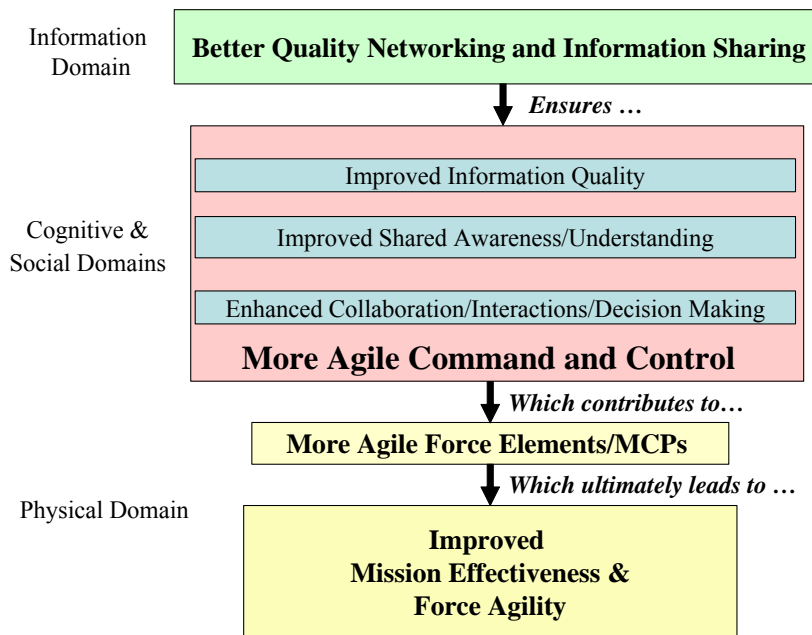 Information
Domain
Better Quality Networking and Information Sharing
Ensures …
Improved Information Quality
Cognitive &
Social Domains
Improved Shared Awareness/Understanding
Enhanced Collaboration/Interactions/Decision Making
More Agile Command and Control
Which contributes to…
More Agile Force Elements/MCPs
Which ultimately leads to …
Physical Domain
Improved
Mission Effectiveness &
Force Agility